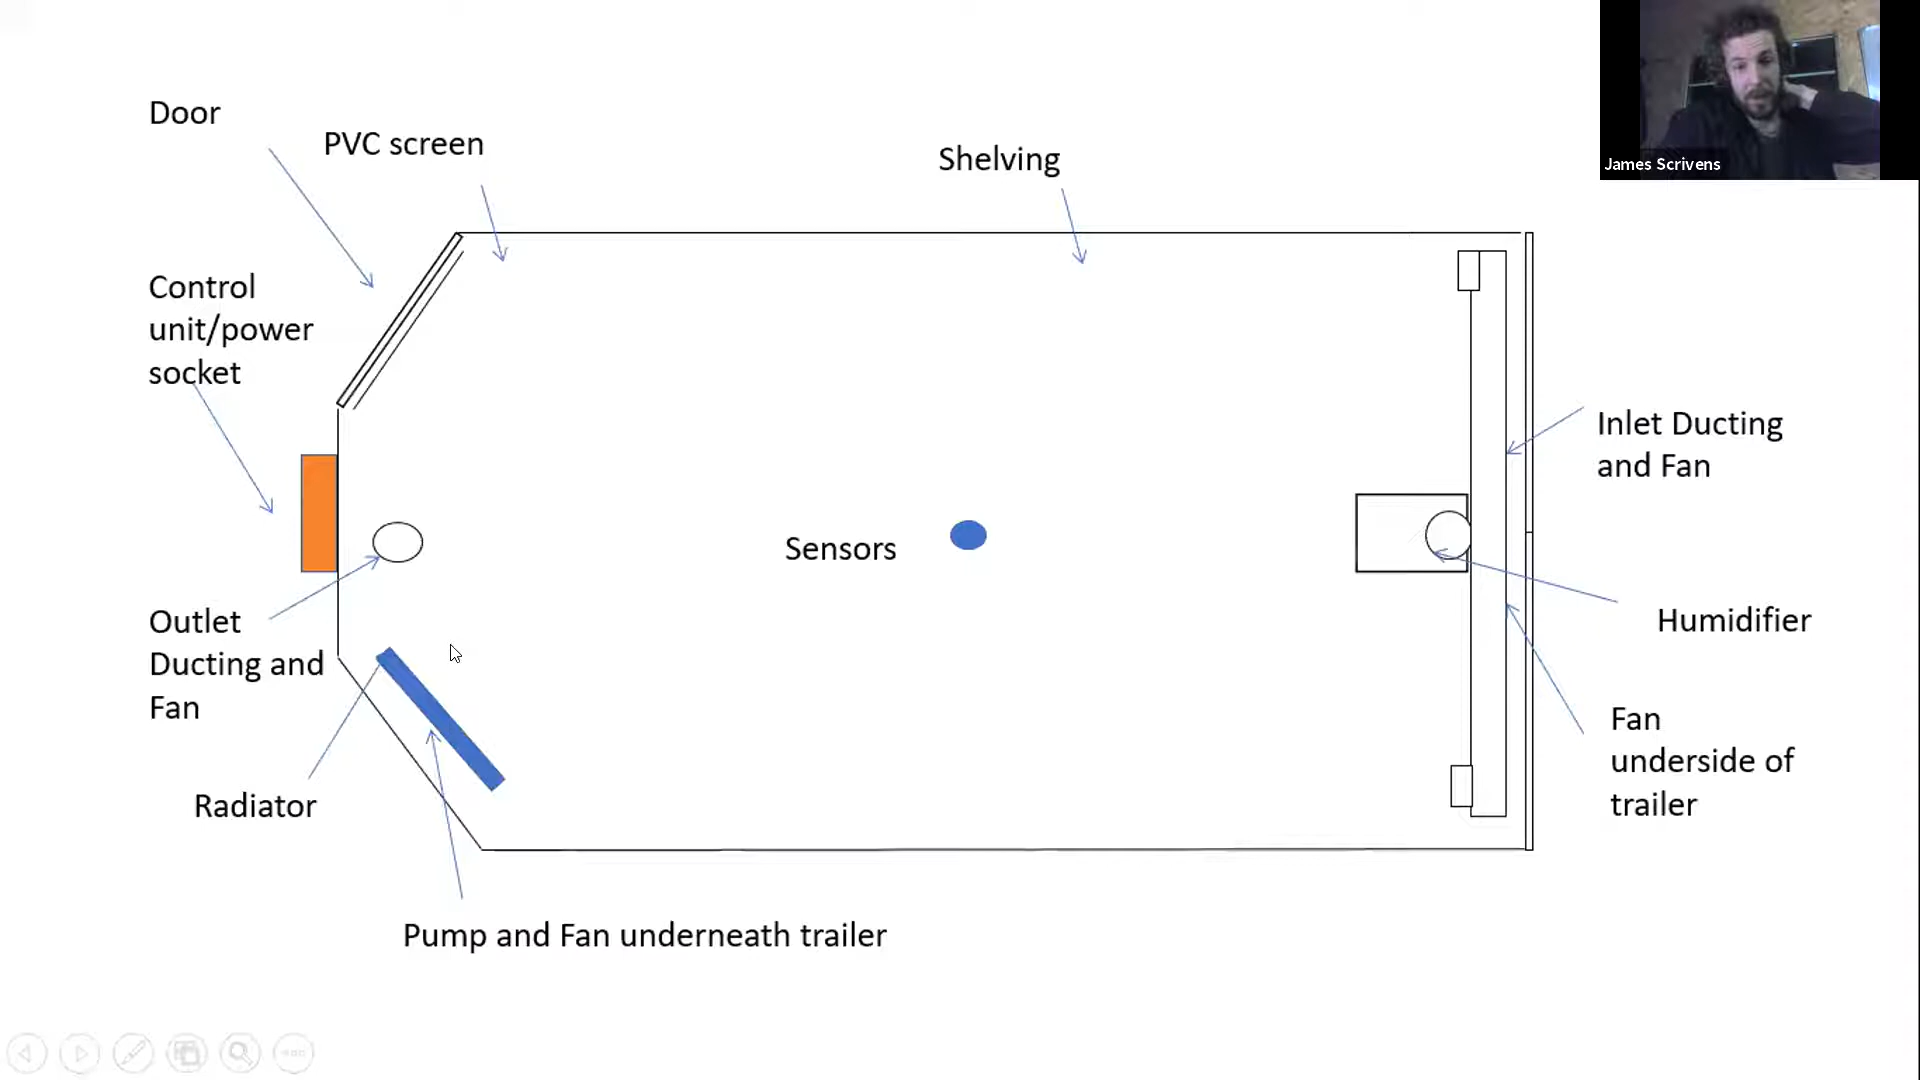 Door
PVC screen
Shelving
James Scrivens
Control
unit/power
socket
Inlet Ducting
and Fan
Sensors
Outlet
Ducting and
Fan
Humidifier
Radiator
Fan
underside of
trailer
Pump and Fan underneath trailer